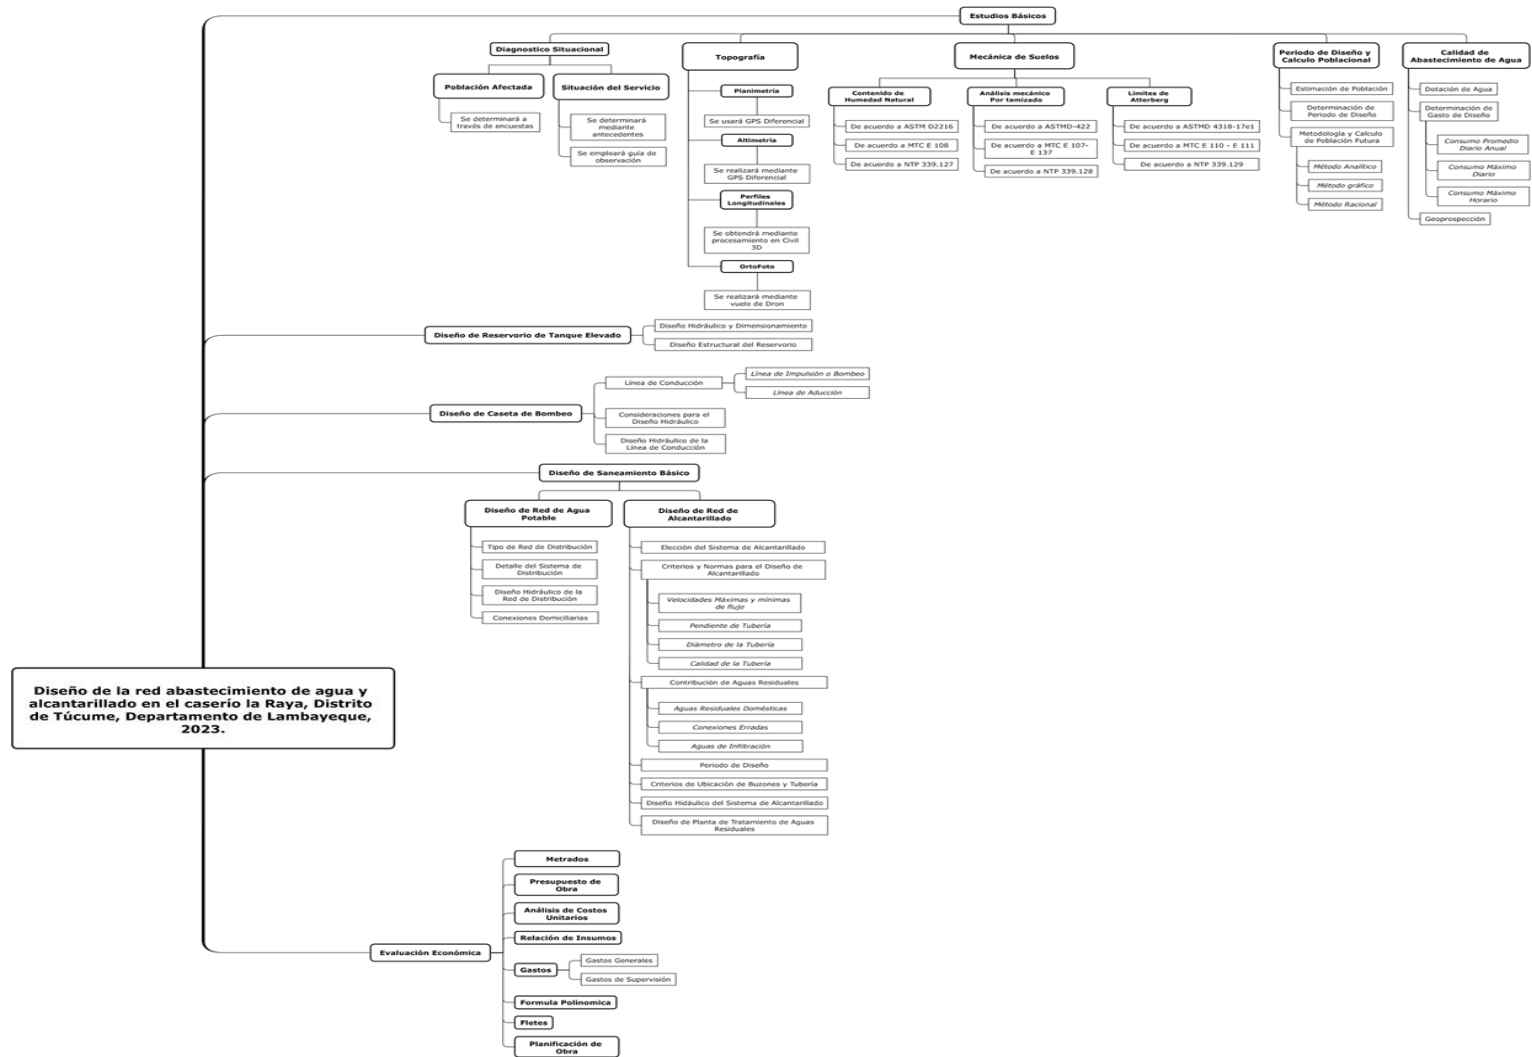 Estudios Básicos
Diagnostico Situacional
Población Afectada
Se determinará a
través de encuestas
Situación del Servicio
Se determinará
mediante
antecedentes
Se empleará guía de
observación
Topografía
Planimetría
Se usará GPS Diferencial
Altimetría
Se realizará mediante
GPS Diferencial
Perfiles
Longitudinales
Se obtendrá mediante
procesamiento en Civil
3D
OrtoFoto
Se realizará mediante
vuelo de Dron
Mecánica de Suelos
Contenido de
Humedad Natural
De acuerdo a ASTM D2216
De acuerdo a MTC E 108
De acuerdo a NTP 339.127
Análisis mecánico
Por tamizado
De acuerdo a ASTMD-422
De acuerdo a MTC E 107-
E 137
De acuerdo a NTP 339.128
Limites de
Atterberg
De acuerdo a ASTMD 4318-17e1
De acuerdo a MTC E 110 - E 111
De acuerdo a NTP 339.129
Periodo de Diseño y
Calculo Poblacional
Estimación de Población
Determinación de
Periodo de Diseño
Metodología y Calculo
de Población Futura
Método Analítico
Método gráfico
Método Racional
Calidad de
Abastecimiento de Agua
Dotación de Agua
Determinación de
Gasto de Diseño
Consumo Promedio
Diario Anual
Consumo Máximo
Diario
Consumo Máximo
Horario
Geoprospección
Diseño de Reservorio de Tanque Elevado
Diseño Hidráulico y Dimensionamiento
Diseño Estructural del Reservorio
Diseño de Caseta de Bombeo
Línea de Conducción
Línea de Impulsión o Bombeo
Línea de Aducción
Consideraciones para el
Diseño Hidráulico
Diseño Hidráulico de la
Línea de Conducción
Diseño de Saneamiento Básico
Diseño de Red de Agua
Potable
Tipo de Red de Distribución
Detalle del Sistema de
Distribución
Diseño Hidráulico de la
Red de Distribución
Conexiones Domiciliarias
Diseño de Red de
Alcantarillado
Elección del Sistema de Alcantarillado
Criterios y Normas para el Diseño de
Alcantarillado
Velocidades Máximas y mínimas
de flujo
Pendiente de Tubería
Diámetro de la Tubería
Calidad de la Tubería
Contribución de Aguas Residuales
Aguas Residuales Domésticas
Conexiones Erradas
Aguas de Infiltración
Periodo de Diseño
Criterios de Ubicación de Buzones y Tubería
Diseño Hidáulico del Sistema de Alcantarillado
Diseño de Planta de Tratamiento de Aguas
Residuales
Diseño de la red abastecimiento de agua y
alcantarillado en el caserío la Raya, Distrito
de Túcume, Departamento de Lambayeque,
2023.
Evaluación Económica
Metrados
Presupuesto de
Obra
Análisis de Costos
Unitarios
Relación de Insumos
Gastos
Gastos Generales
Gastos de Supervisión
Formula Polinomica
Fletes
Planificación de
Obra